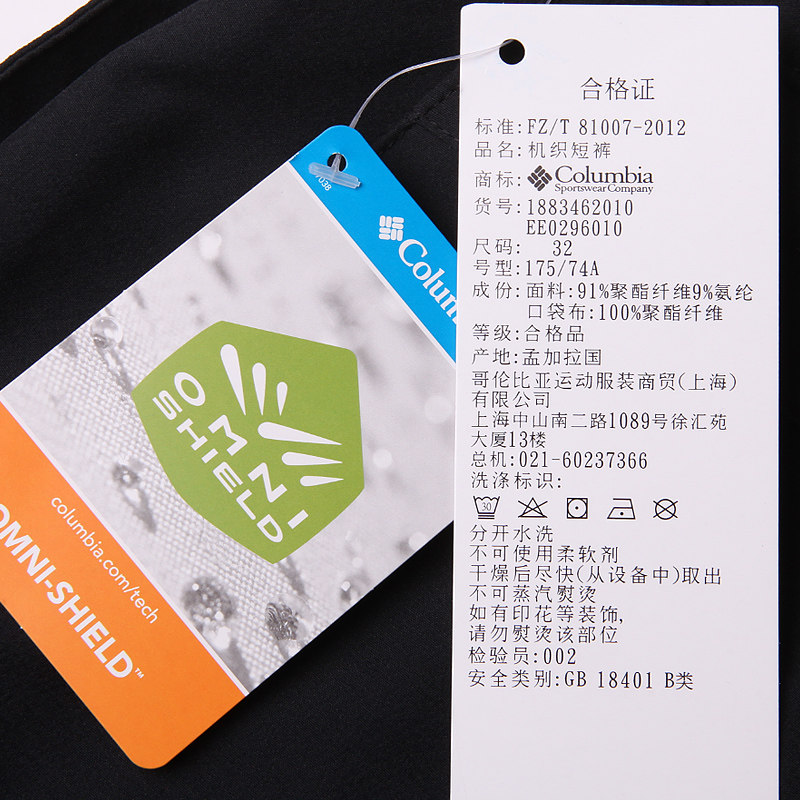 合格证
标准:FZ/T 81007-2012
品名:机织短裤
商标:Columbia
Sportswear Company
货号:1883462010
EE0296010
尺码: 32
号型:175/74A
成份:面料:91%聚酯纤维9%氨纶
口袋布:100%聚酯纤维
等级:合格品
产地:孟加拉国
哥伦比亚运动服装商贸(上海)
有限公司
上海中山南二路1089号徐汇苑
大厦13楼
总机:021-60237366
洗涤标识:
30
分开水洗
不可使用柔软剂
干燥后尽快(从设备中)取出
不可蒸汽熨烫
如有印花等装饰,
请勿熨烫该部位
检验员:002
安全类别:GB 18401 B类
038
Colum
OMNI
SHIELD
columbia.com/tech
OMNI-SHIELD™